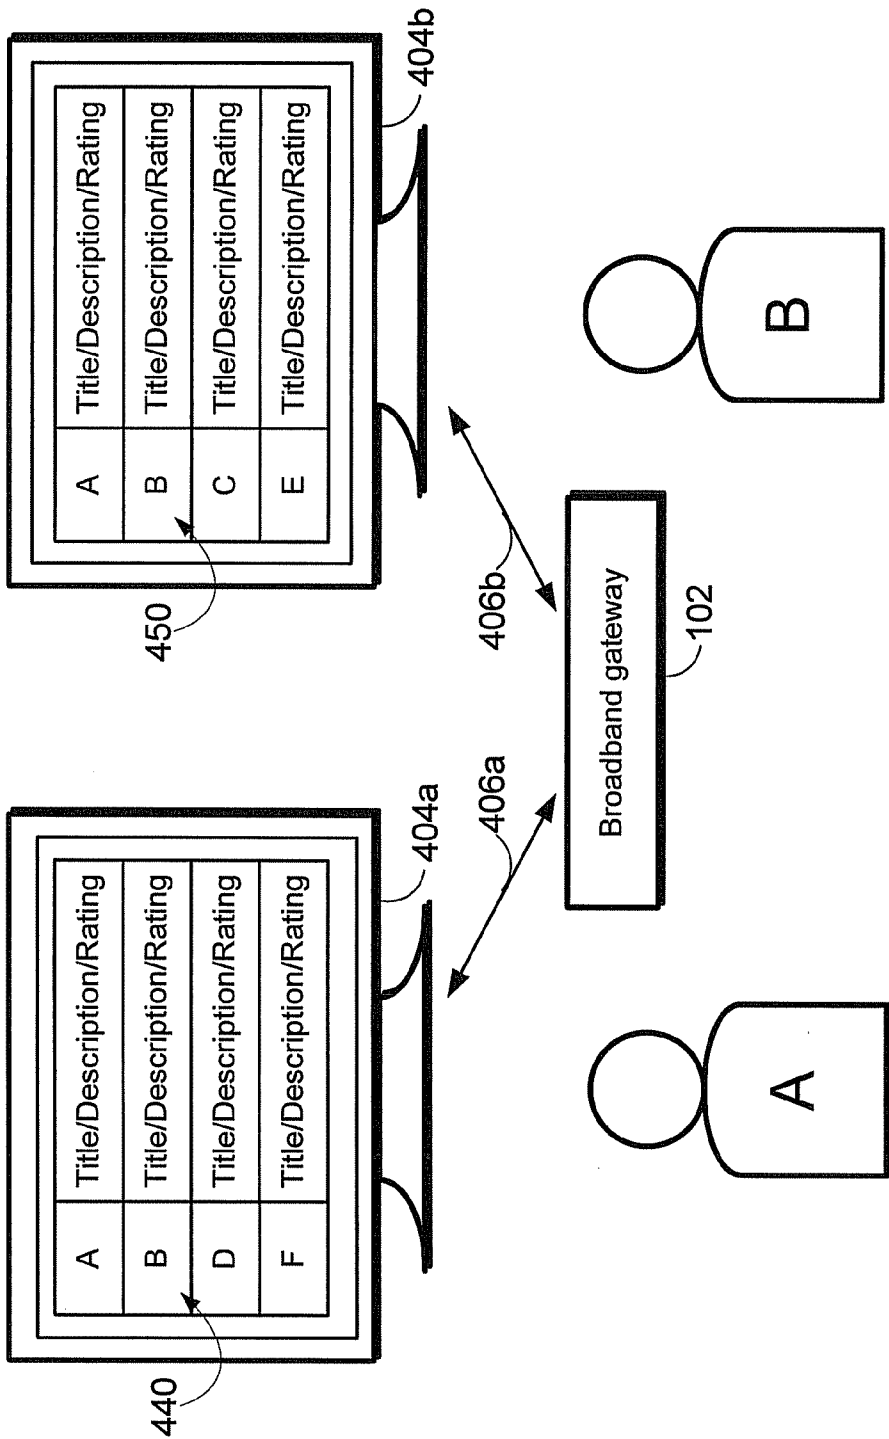 A Title/Description/Rating
B Title/Description/Rating
D Title/Description/Rating
F Title/Description/Rating
440
404a
A Title/Description/Rating
B Title/Description/Rating
C Title/Description/Rating
E Title/Description/Rating
450
404b
406a
406b
Broadband gateway
102
A
B